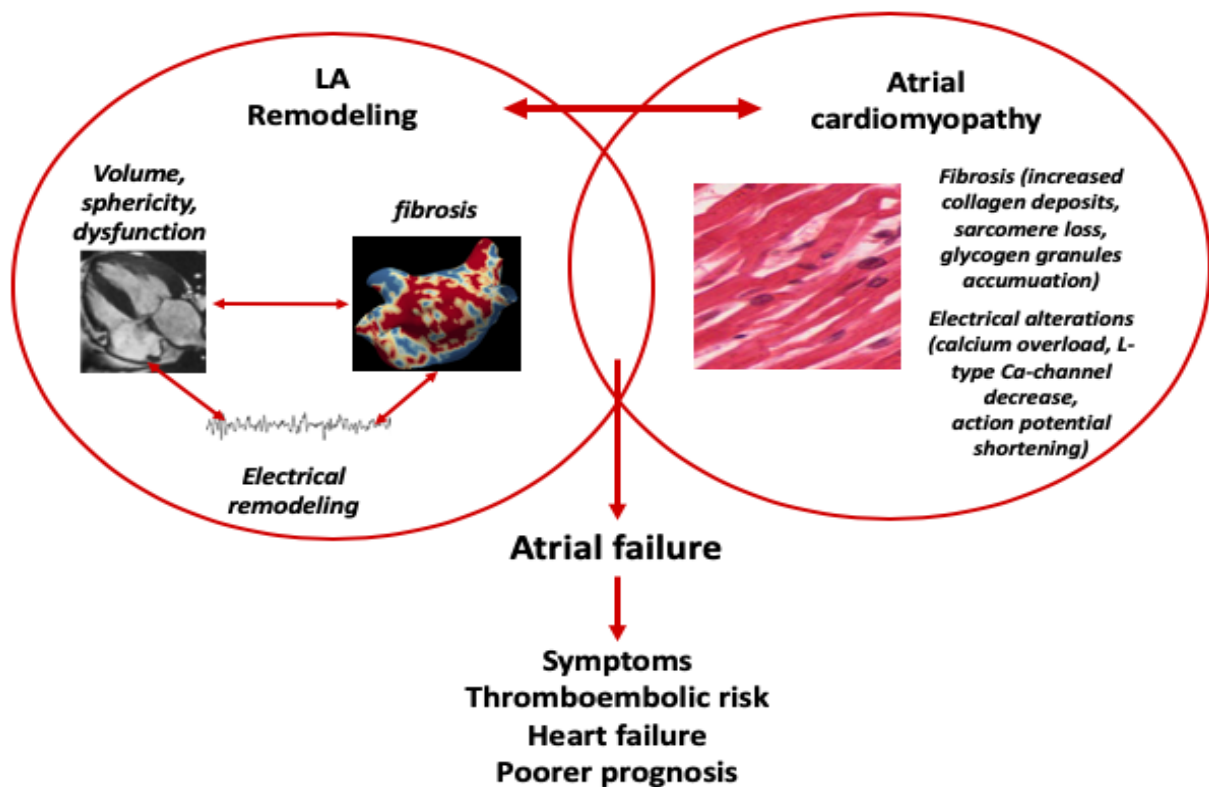 LA
Remodeling
Volume,
sphericity,
dysfunction
fibrosis
Electrical
remodeling
Atrial
cardiomyopathy
Fibrosis (increased
collagen deposits,
sarcomere loss,
glycogen granules
accumuation)
Electrical alterations
(calcium overload, L-
type Ca-channel
decrease,
action potential
shortening)
Atrial failure
Symptoms
Thromboembolic risk
Heart failure
Poorer prognosis